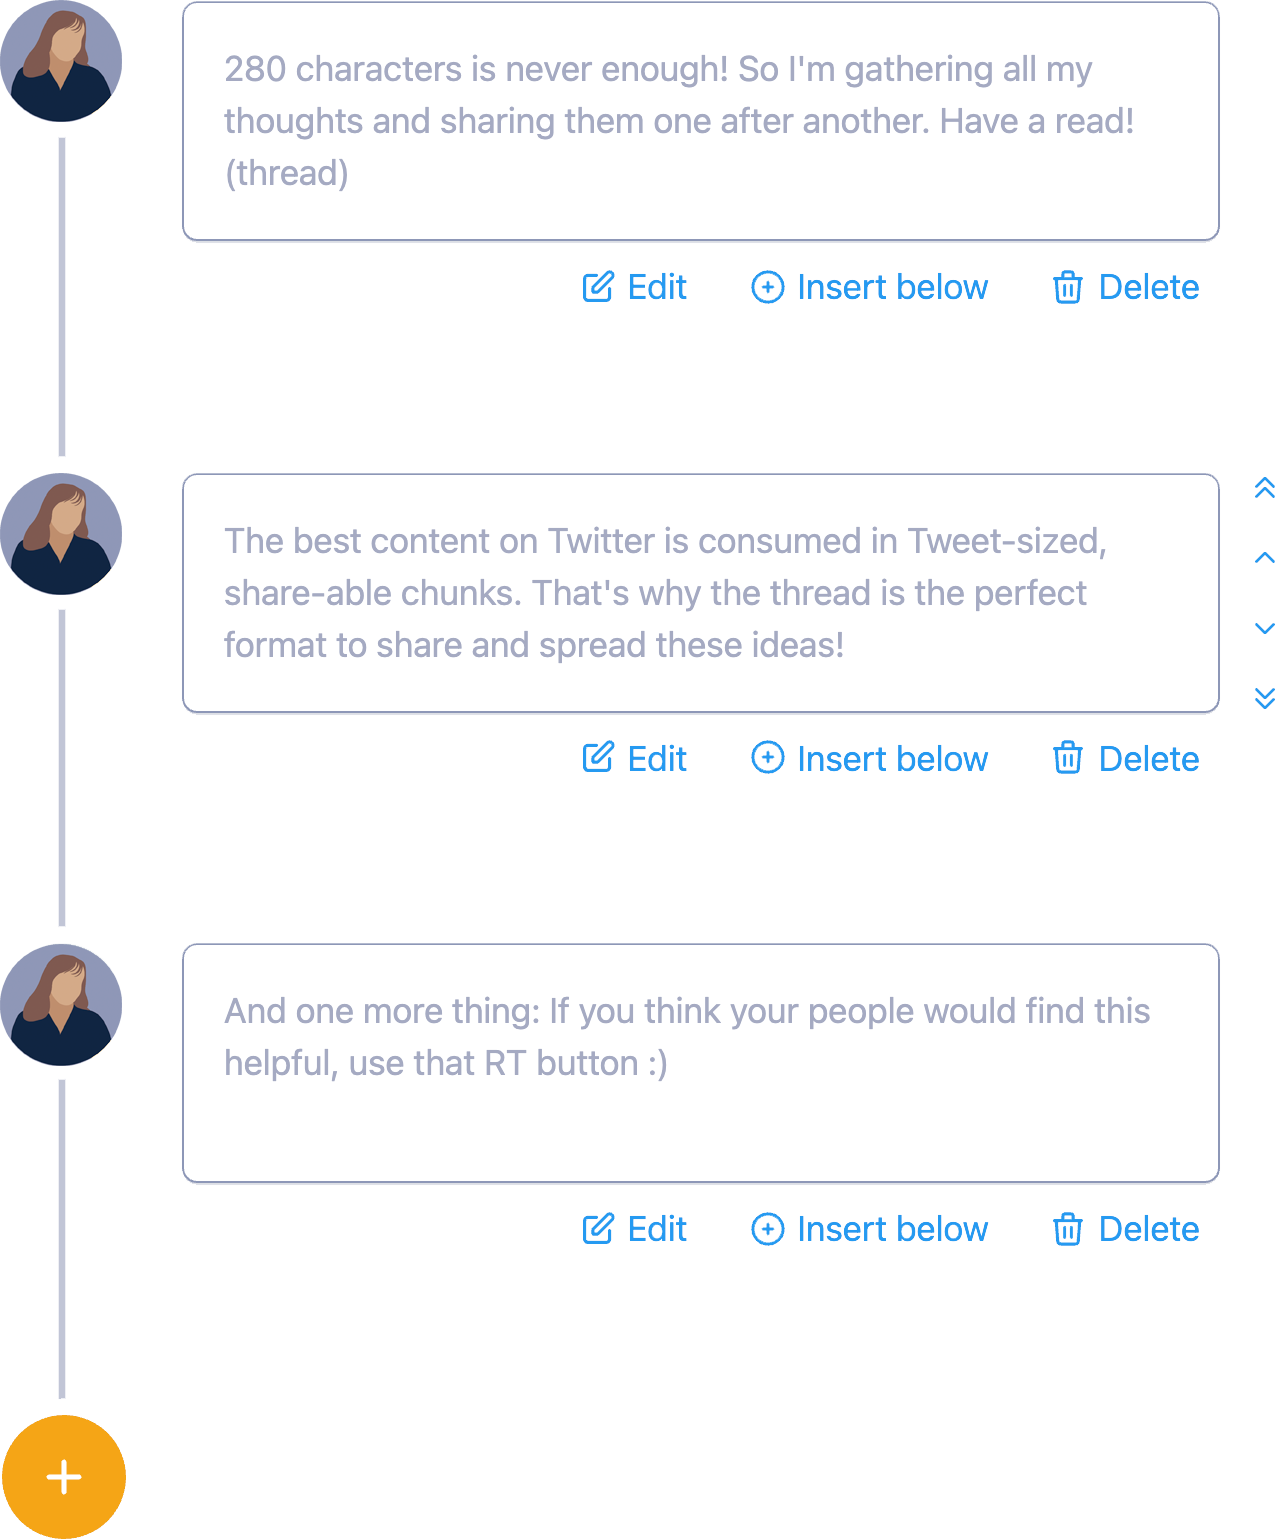 280 characters is never enough! So I'm gathering all my
thoughts and sharing them one after another. Have a read!
(thread)
Edit
Insert below
Delete
The best content on Twitter is consumed in Tweet-sized,
share-able chunks. That's why the thread is the perfect
format to share and spread these ideas!
Edit
Insert below
Delete
And one more thing: If you think your people would find this
helpful, use that RT button :)
Edit
Insert below
Delete